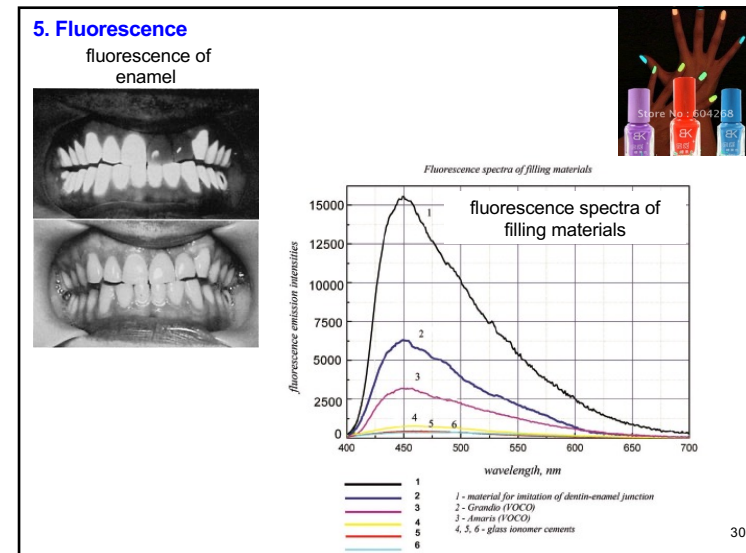 5. Fluorescence
fluorescence of
enamel
Store No : 604268
BK
BK
BK
Fluorescence spectra of filling materials
fluorescence spectra of
filling materials
fluorescence emission intensities
15000
12500
10000
7500
5000
2500
0
1
2
3
4
5
6
400
450
500
550
600
650
700
wavelength, nm
1
2
3
4
5
6
1 - material for imitation of dentin-enamel junction
2 - Grandio (VOCO)
3 - Amaris (VOCO)
4, 5, 6 - glass ionomer cements
30